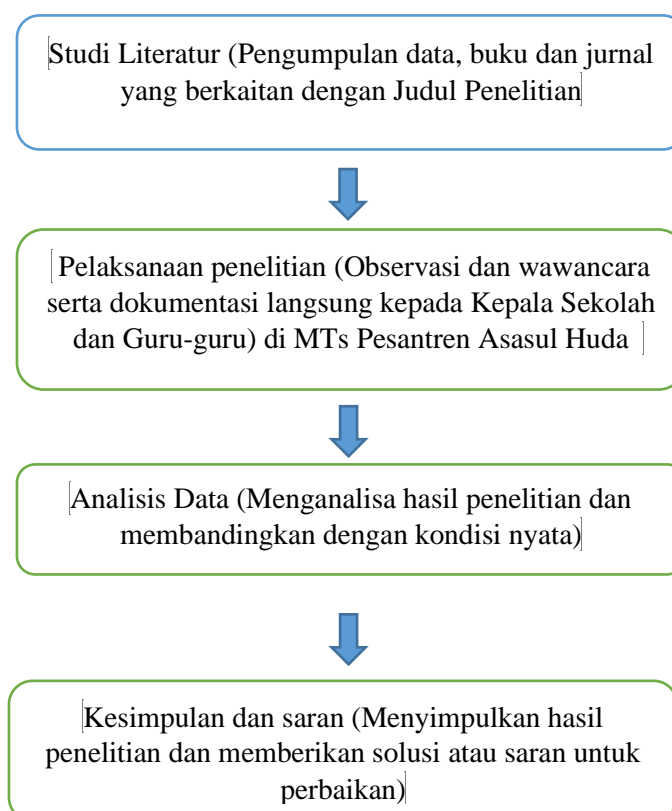 Studi Literatur (Pengumpulan data, buku dan jurnal
yang berkaitan dengan Judul Penelitian
Pelaksanaan penelitian (Observasi dan wawancara
serta dokumentasi langsung kepada Kepala Sekolah
dan Guru-guru) di MTs Pesantren Asasul Huda
Analisis Data (Menganalisa hasil penelitian dan
membandingkan dengan kondisi nyata)
Kesimpulan dan saran (Menyimpulkan hasil
penelitian dan memberikan solusi atau saran untuk
perbaikan)